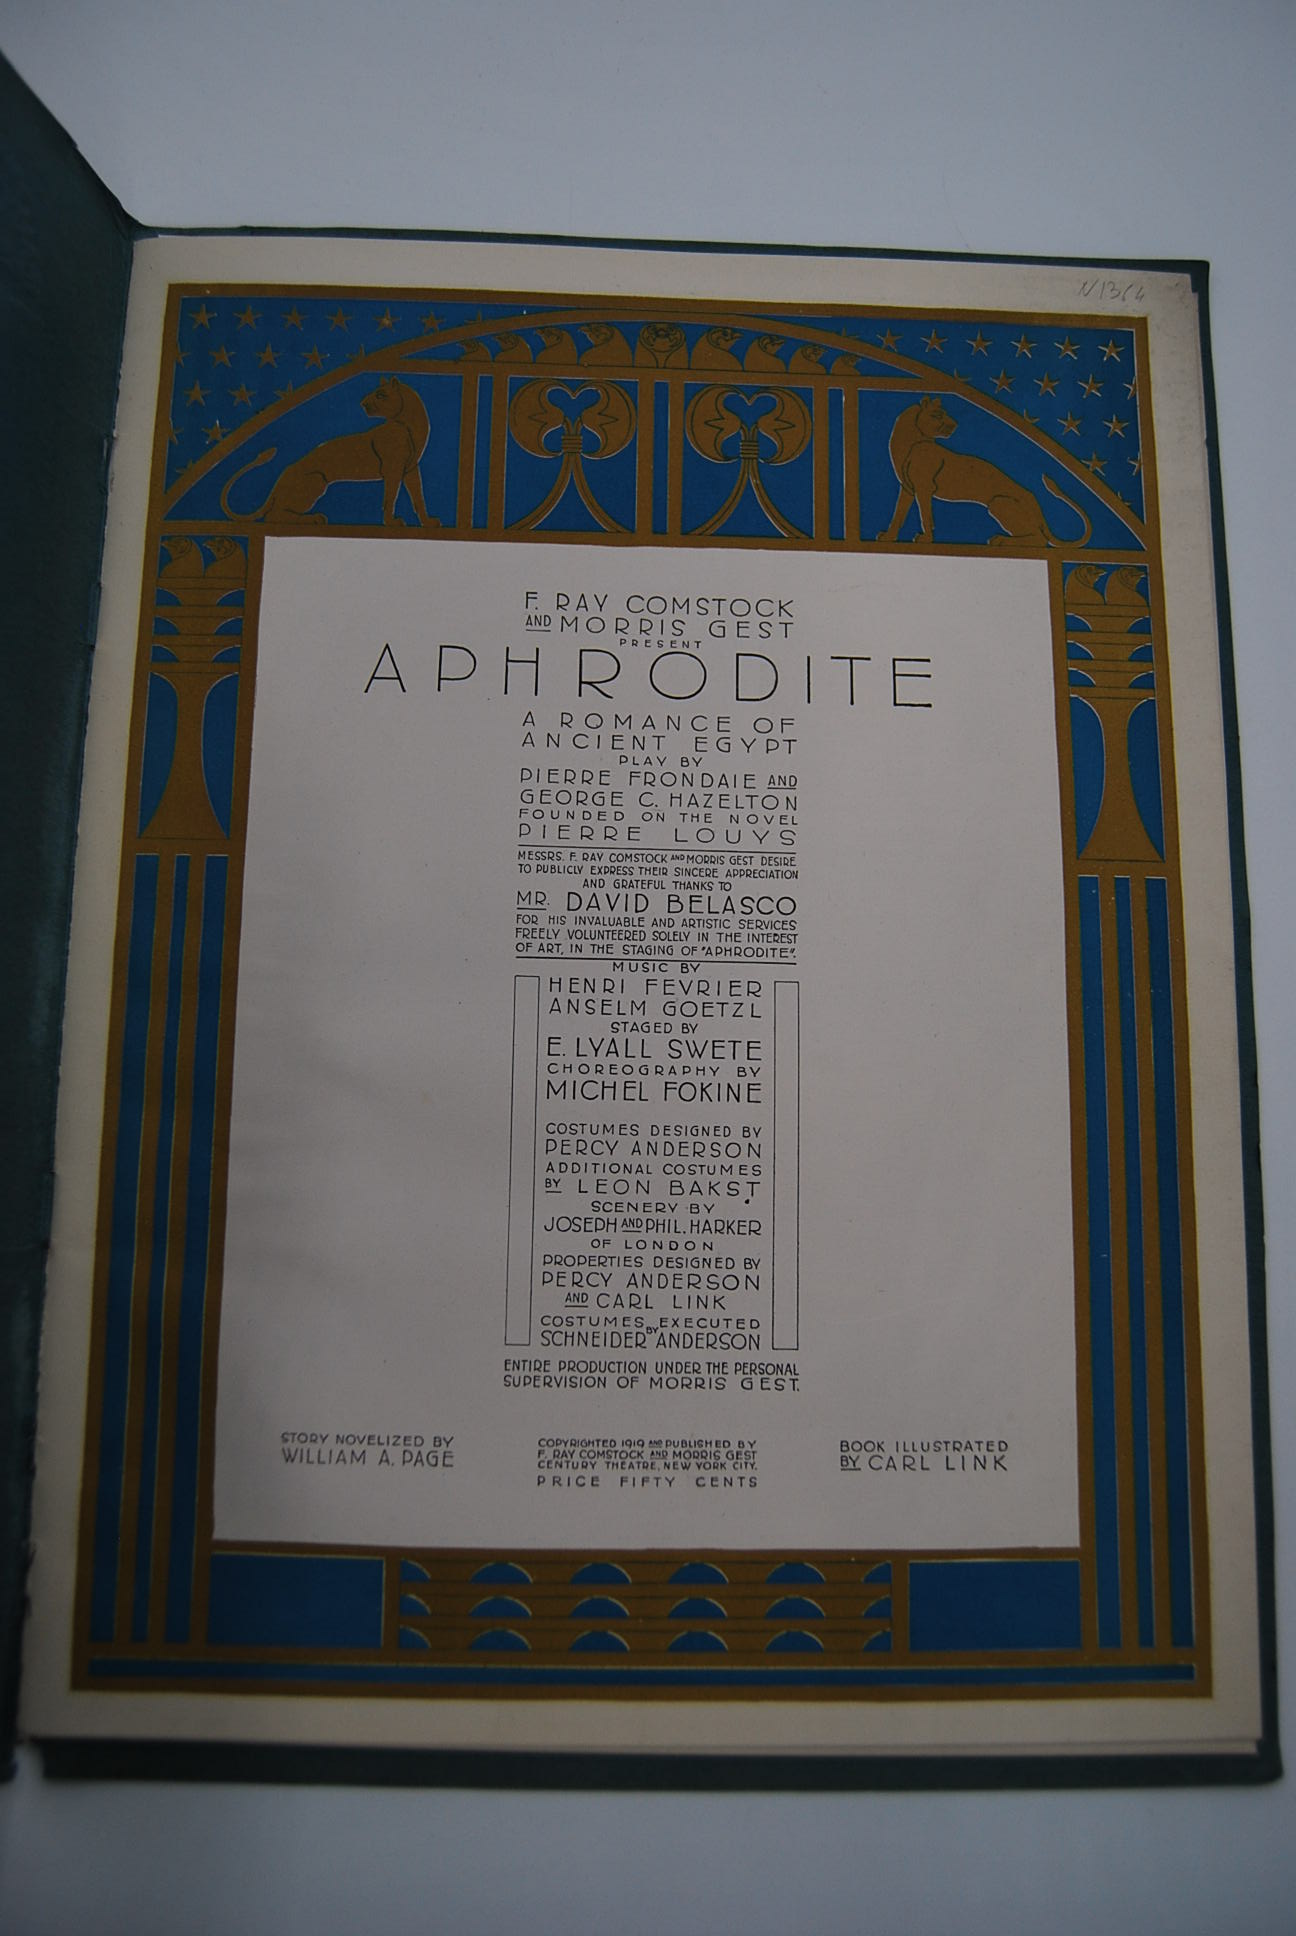 N1364
F. RAY COMSTOCK
AND MORRIS GEST
PRESENT
APHRODITE
A ROMANCE OF
ANCIENT EGYPT
PLAY BY
PIERRE FRONDAIE AND
GEORGE C. HAZELTON
FOUNDED ON THE NOVEL
PIERRE LOUYS
MESSRS. F. RAY COMSTOCK AND MORRIS GEST DESIRE
TO PUBLICLY EXPRESS THEIR SINCERE APPRECIATION
AND GRATEFUL THANKS TO
MR. DAVID BELASCO
FOR HIS INVALUABLE AND ARTISTIC SERVICES
FREELY VOLUNTEERED SOLELY IN THE INTEREST
OF ART, IN THE STAGING OF "APHRODITE".
MUSIC BY
HENRI FEVRIER
ANSELM GOETZL
STAGED BY
E. LYALL SWETE
CHOREOGRAPHY BY
MICHEL FOKINE
COSTUMES DESIGNED BY
PERCY ANDERSON
ADDITIONAL COSTUMES
BY LEON BAKST
SCENERY BY
JOSEPH AND PHIL. HARKER
OF LONDON
PROPERTIES DESIGNED BY
PERCY ANDERSON
AND CARL LINK
COSTUMES EXECUTED
BY
SCHNEIDER ANDERSON
ENTIRE PRODUCTION UNDER THE PERSONAL
SUPERVISION OF MORRIS GEST.
STORY NOVELIZED BY
WILLIAM A. PAGE
COPYRIGHTED 1919 AND PUBLISHED BY
F. RAY COMSTOCK AND MORRIS GEST
CENTURY THEATRE, NEW YORK CITY.
PRICE FIFTY CENTS
BOOK ILLUSTRATED
BY CARL LINK